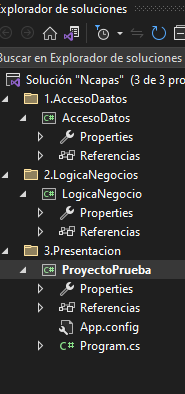 Explorador de soluciones
Buscar en Explorador de soluciones
Solución "Ncapas" (3 de 3 pro
1.AccesoDaatos
AccesoDatos
Properties
Referencias
2.LogicaNegocios
LogicaNegocio
Properties
Referencias
3.Presentacion
ProyectoPrueba
Properties
Referencias
App.config
C# Program.cs